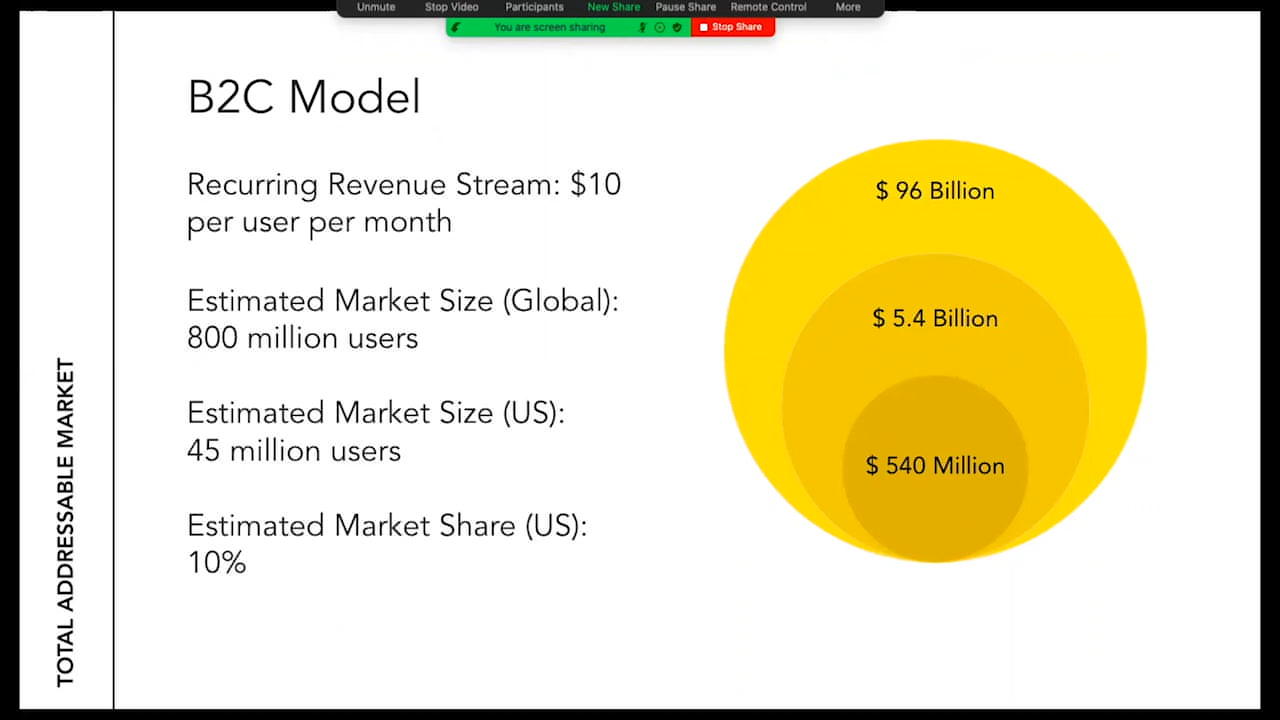 Unmute Stop Video Participants New Share Pause Share Remote Control More
You are screen sharing Stop Share
TOTAL ADDRESSABLE MARKET
B2C Model
Recurring Revenue Stream: $10
per user per month
Estimated Market Size (Global):
800 million users
Estimated Market Size (US):
45 million users
Estimated Market Share (US):
10%
$ 96 Billion
$ 5.4 Billion
$ 540 Million